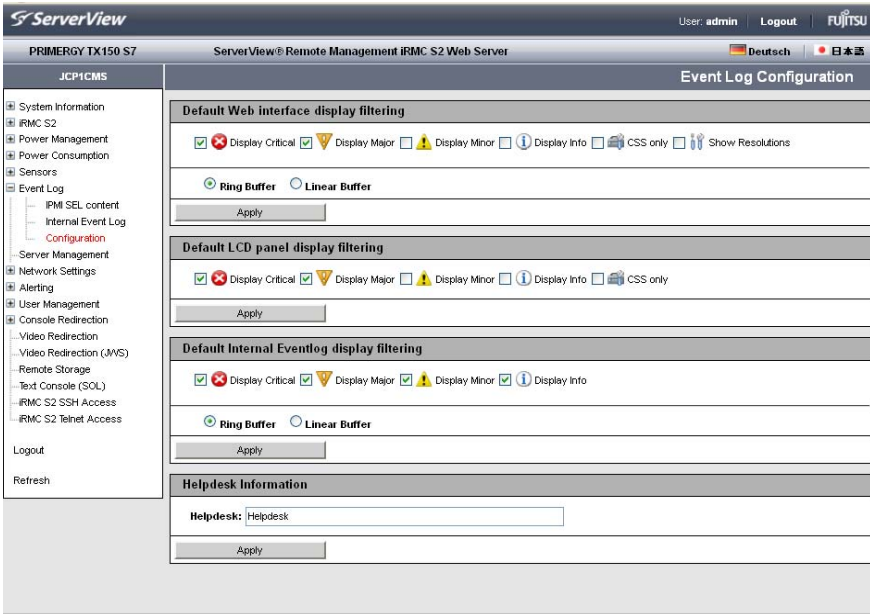 ServerView
User: admin Logout FUJITSU
PRIMERGY TX150 S7 ServerView® Remote Management iRMC S2 Web Server Deutsch 日本語
JCP1CMS Event Log Configuration
System Information
iRMC S2
Power Management
Power Consumption
Sensors
Event Log
IPMI SEL content
Internal Event Log
Configuration
Server Management
Network Settings
Alerting
User Management
Console Redirection
Video Redirection
Video Redirection (JWS)
Remote Storage
Text Console (SOL)
iRMC S2 SSH Access
iRMC S2 Telnet Access
Logout
Refresh
Default Web interface display filtering
Display Critical Display Major Display Minor Display Info CSS only Show Resolutions
Ring Buffer Linear Buffer
Apply
Default LCD panel display filtering
Display Critical Display Major Display Minor Display Info CSS only
Apply
Default Internal Eventlog display filtering
Display Critical Display Major Display Minor Display Info
Ring Buffer Linear Buffer
Apply
Helpdesk Information
Helpdesk: Helpdesk
Apply